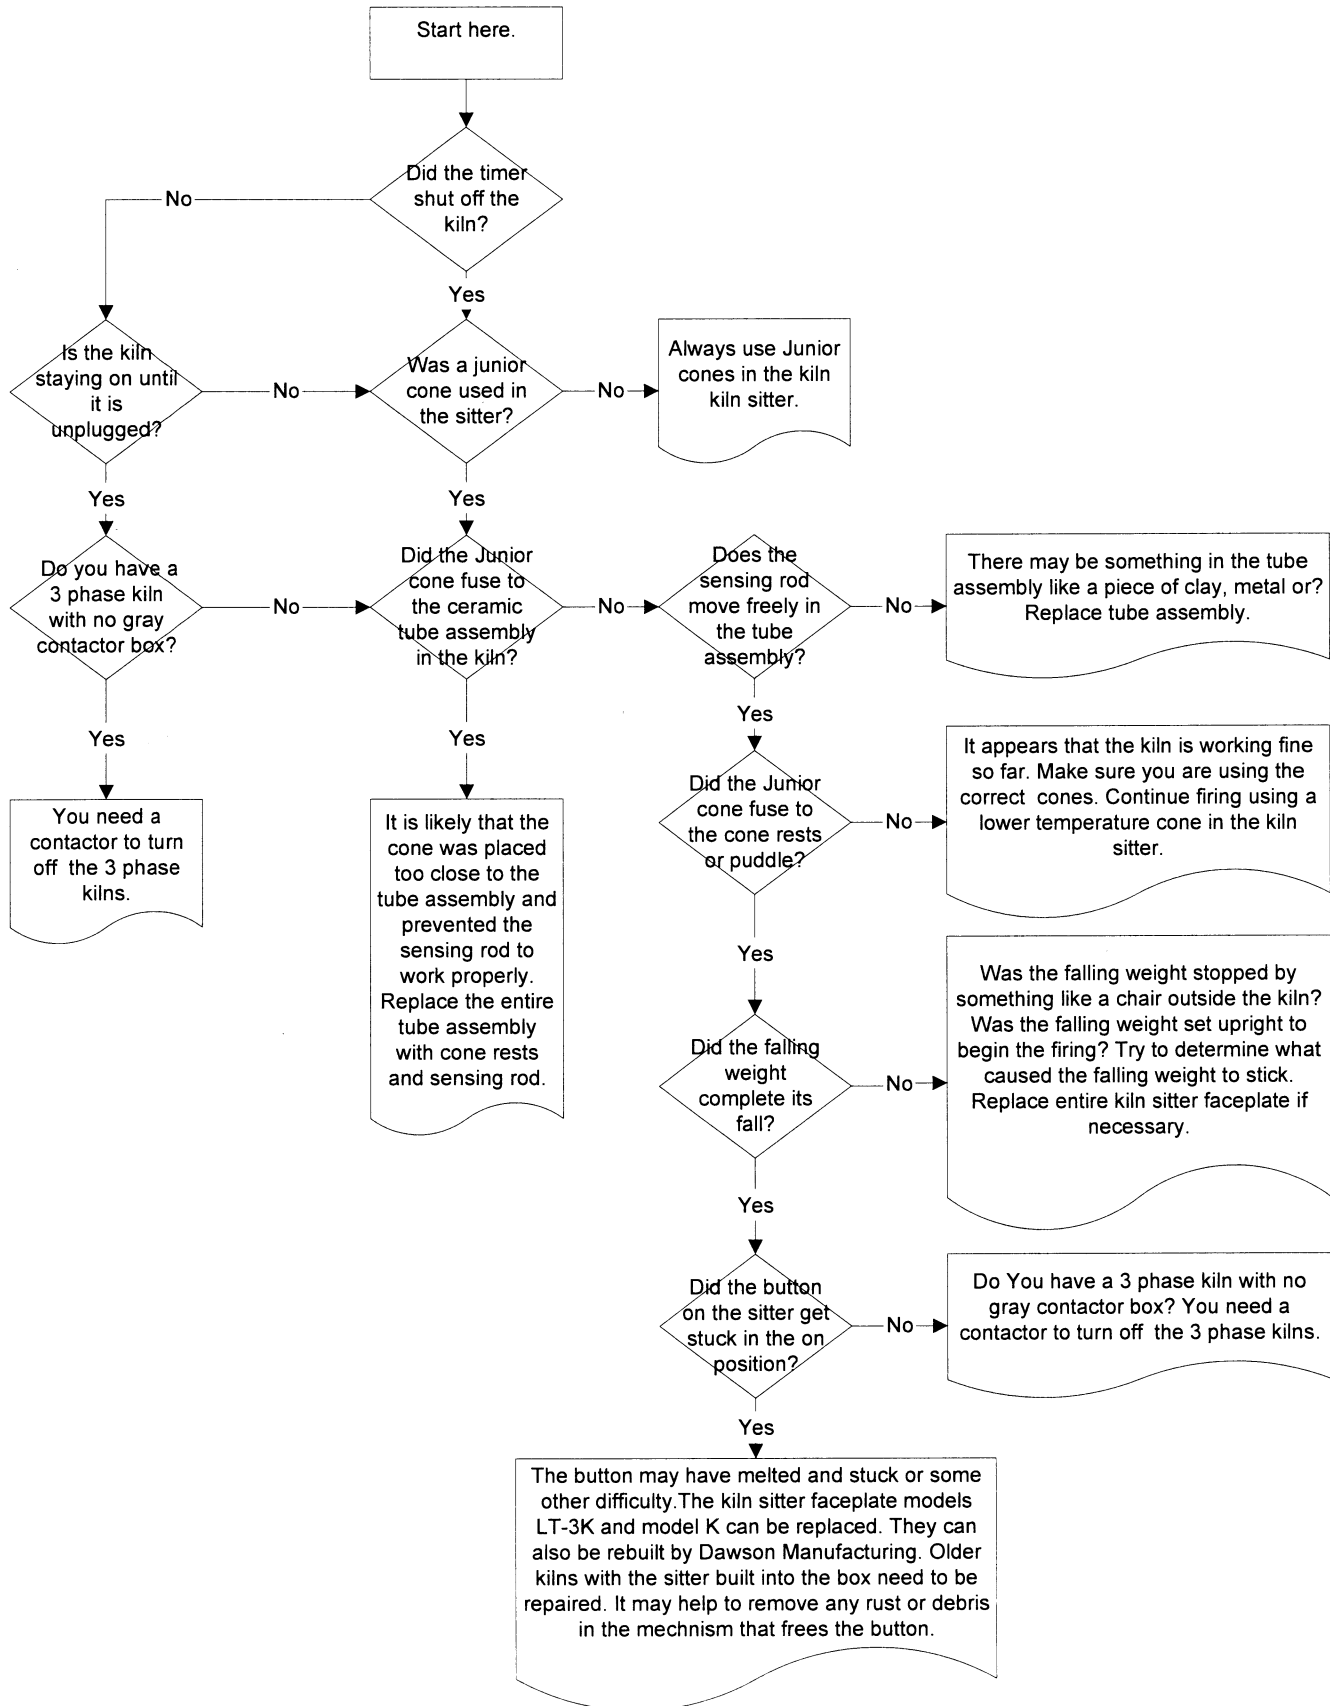 Start here.
Did the timer
shut off the
kiln?
No
Yes
Is the kiln
staying on until
it is
unplugged?
No
Was a junior
cone used in
the sitter?
No
Always use Junior
cones in the kiln
kiln sitter.
Yes
Yes
Do you have a
3 phase kiln
with no gray
contactor box?
No
Did the Junior
cone fuse to
the ceramic
tube assembly
in the kiln?
No
Does the
sensing rod
move freely in
the tube
assembly?
No
There may be something in the tube
assembly like a piece of clay, metal or?
Replace tube assembly.
Yes
Yes
Yes
You need a
contactor to turn
off the 3 phase
kilns.
It is likely that the
cone was placed
too close to the
tube assembly and
prevented the
sensing rod to
work properly.
Replace the entire
tube assembly
with cone rests
and sensing rod.
Did the Junior
cone fuse to
the cone rests
or puddle?
No
It appears that the kiln is working fine
so far. Make sure you are using the
correct cones. Continue firing using a
lower temperature cone in the kiln
sitter.
Yes
Did the falling
weight
complete its
fall?
No
Was the falling weight stopped by
something like a chair outside the kiln?
Was the falling weight set upright to
begin the firing? Try to determine what
caused the falling weight to stick.
Replace entire kiln sitter faceplate if
necessary.
Yes
Did the button
on the sitter get
stuck in the on
position?
No
Do You have a 3 phase kiln with no
gray contactor box? You need a
contactor to turn off the 3 phase kilns.
Yes
The button may have melted and stuck or some
other difficulty.The kiln sitter faceplate models
LT-3K and model K can be replaced. They can
also be rebuilt by Dawson Manufacturing. Older
kilns with the sitter built into the box need to be
repaired. It may help to remove any rust or debris
in the mechnism that frees the button.